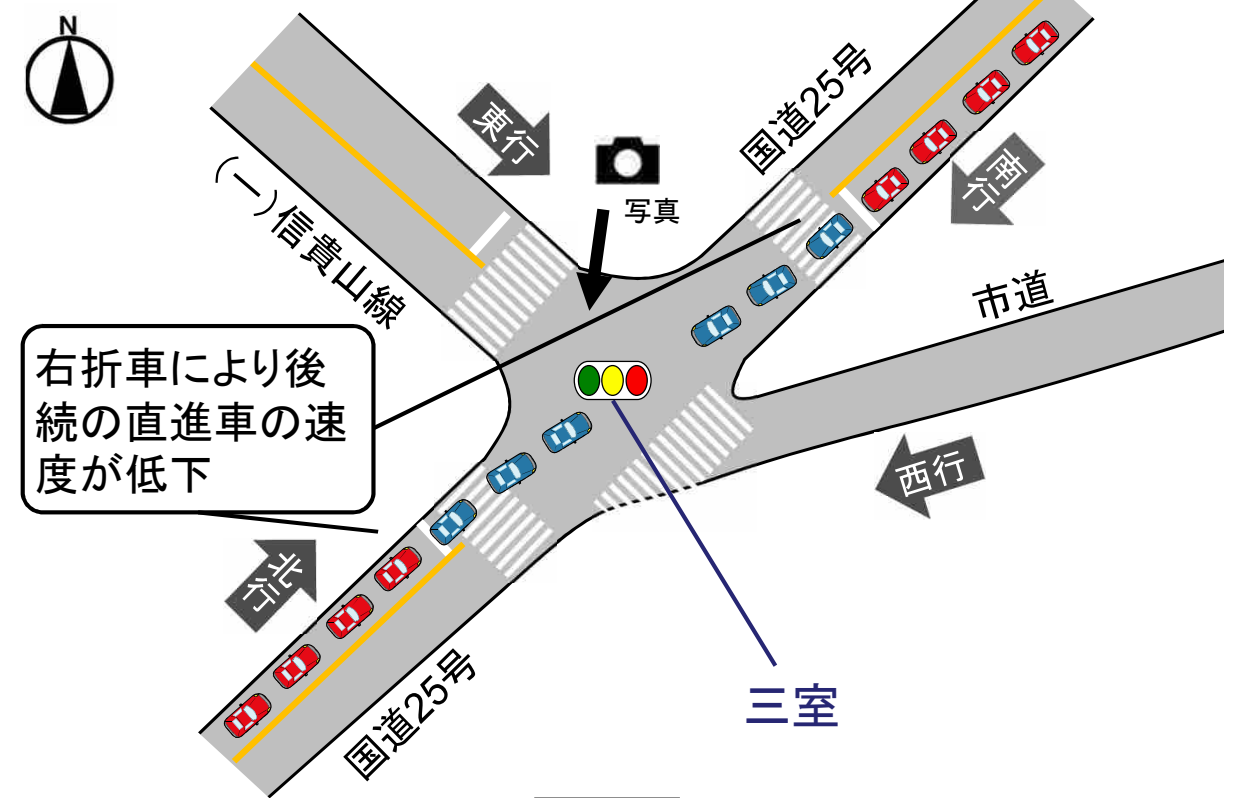 N
国道25号
東行
写真
南行
(一)信貴山線
市道
右折車により後
続の直進車の速
度が低下
西行
北行
国道25号
三室